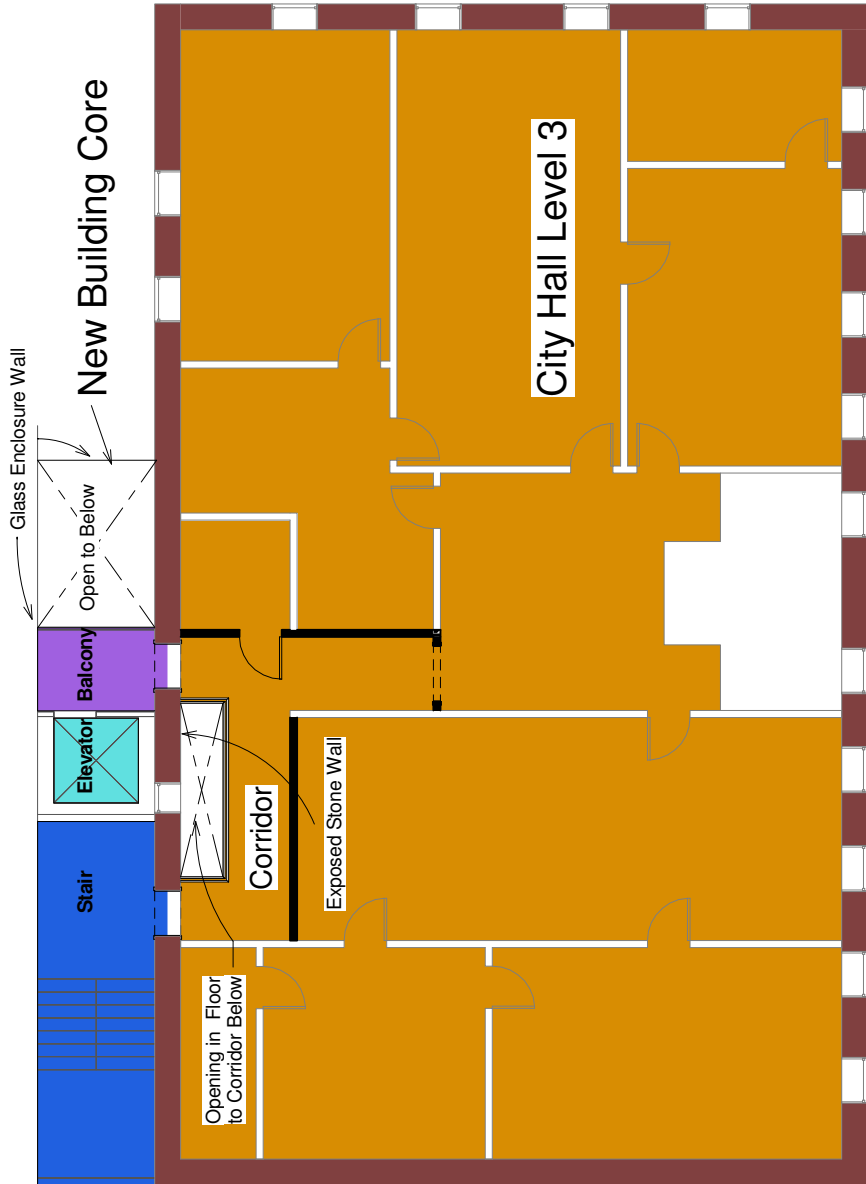 Glass Enclosure Wall
New Building Core
Open to Below
Balcony
Elevator
Stair
City Hall Level 3
Corridor
Exposed Stone Wall
Opening in Floor
to Corridor Below